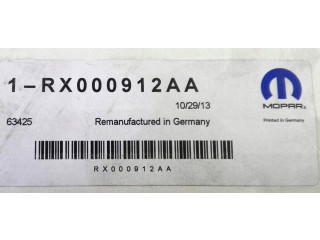 1-RX000912AA
10/29/13
MOPAR
63425
Remanufactured in Germany
Printed in Germany
RX000912AA